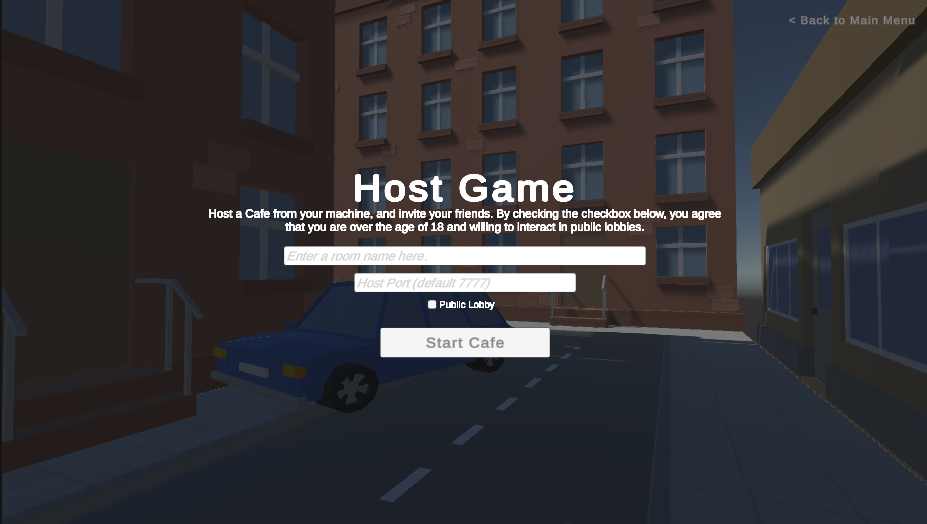 < Back to Main Menu
Host Game
Host a Cafe from your machine, and invite your friends. By checking the checkbox below, you agree
that you are over the age of 18 and willing to interact in public lobbies.
Enter a room name here.
Host Port (default 7777)
Public Lobby
Start Cafe